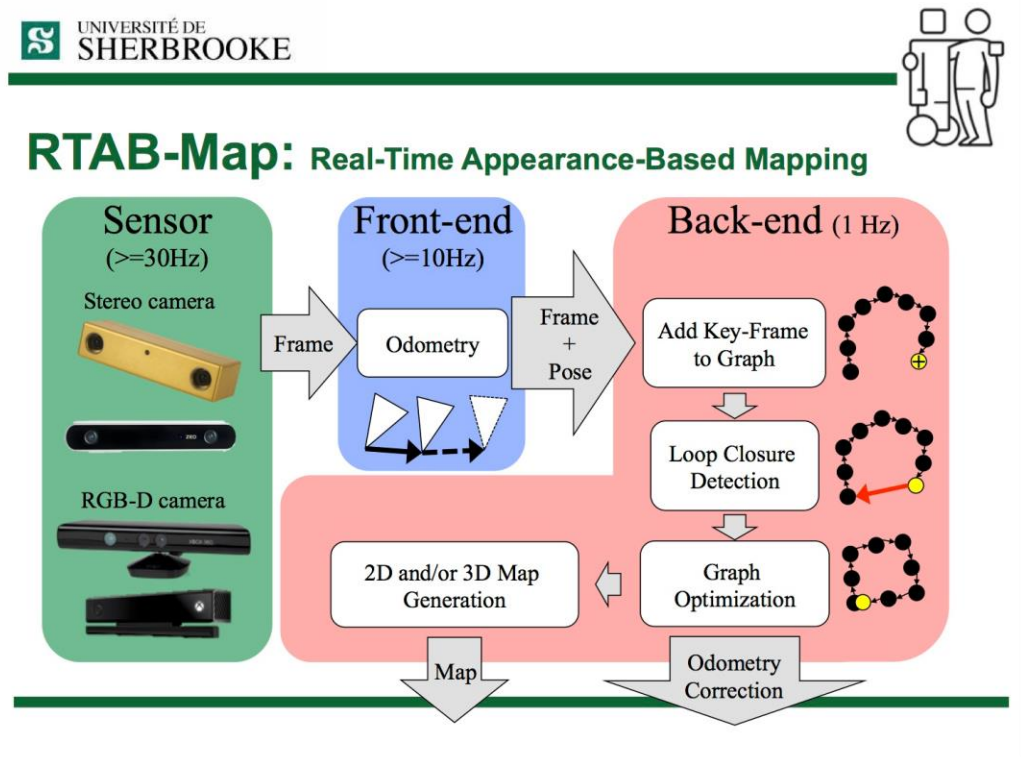 UNIVERSITÉ DE
SHERBROOKE
RTAB-Map: Real-Time Appearance-Based Mapping
Sensor
(>=30Hz)
Stereo camera
RGB-D camera
Frame
Front-end
(>=10Hz)
Odometry
Frame
+
Pose
Back-end (1 Hz)
Add Key-Frame
to Graph
Loop Closure
Detection
Graph
Optimization
2D and/or 3D Map
Generation
Map
Odometry
Correction